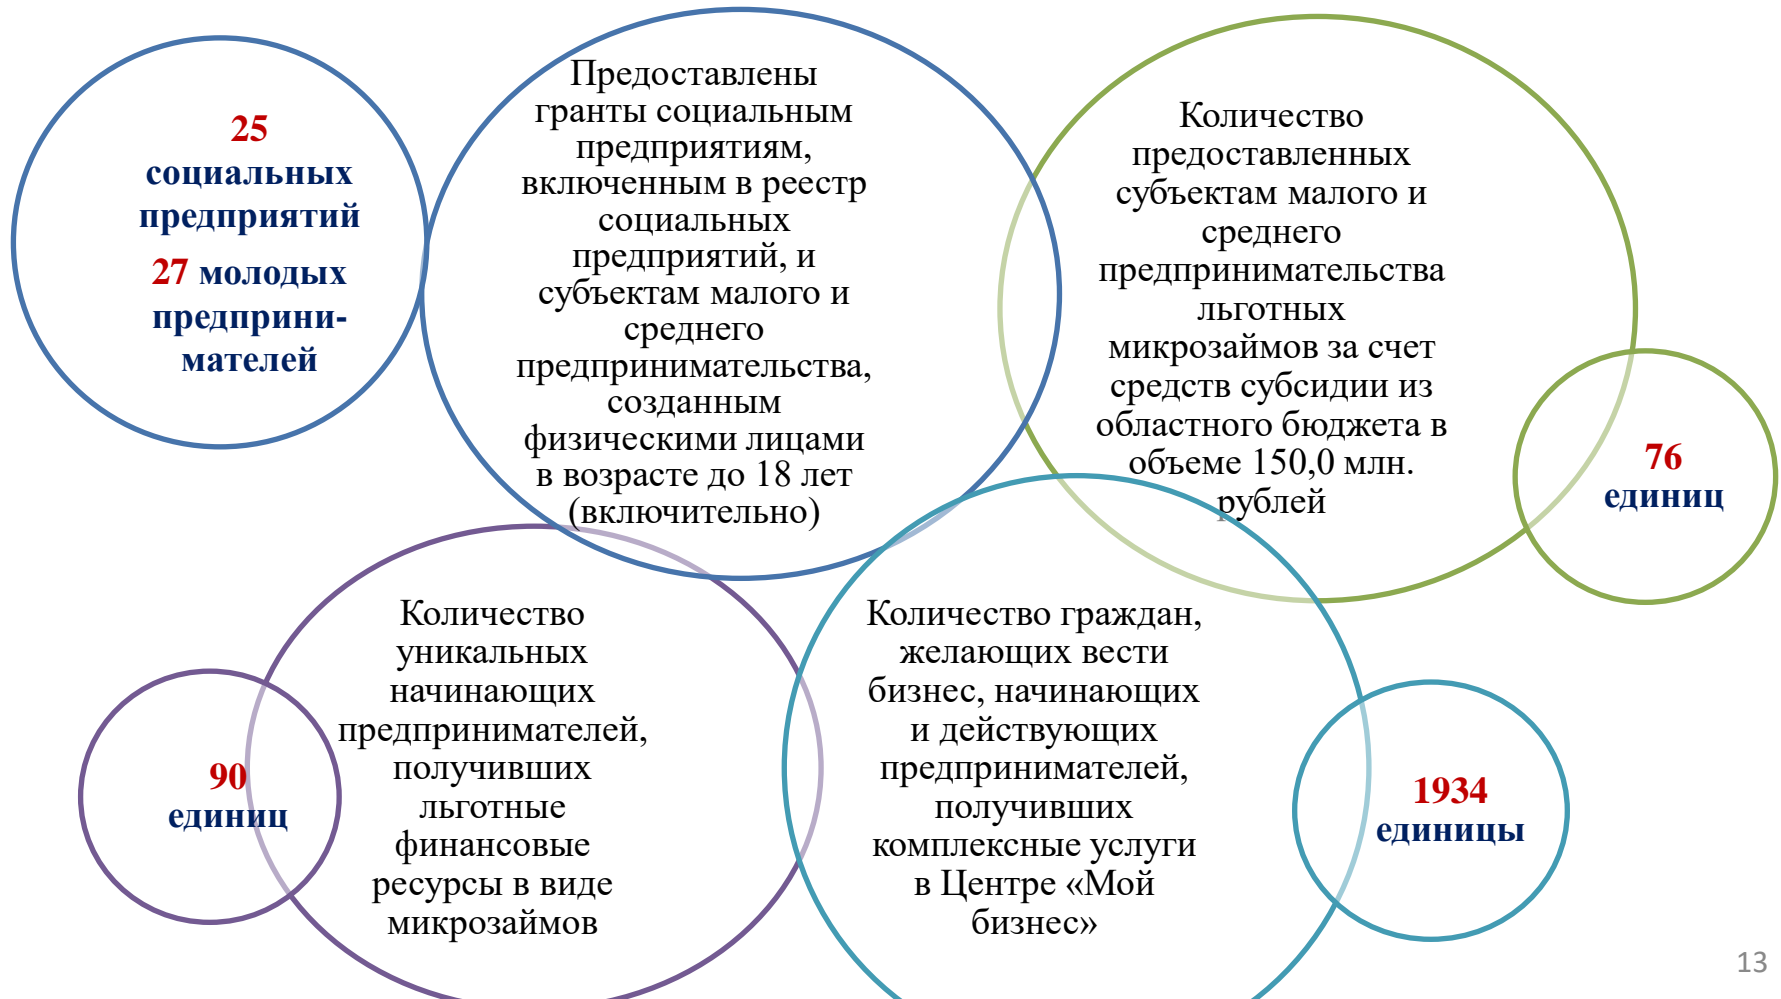 25
социальных
предприятий
27 молодых
предприни-
мателей
Предоставлены
гранты социальным
предприятиям,
включенным в реестр
социальных
предприятий, и
субъектам малого и
среднего
предпринимательства,
созданным
физическими лицами
в возрасте до 18 лет
(включительно)
Количество
предоставленных
субъектам малого и
среднего
предпринимательства
льготных
микрозаймов за счет
средств субсидии из
областного бюджета в
объеме 150,0 млн.
рублей
76
единиц
90
единиц
Количество
уникальных
начинающих
предпринимателей,
получивших
льготные
финансовые
ресурсы в виде
микрозаймов
Количество граждан,
желающих вести
бизнес, начинающих
и действующих
предпринимателей,
получивших
комплексные услуги
в Центре «Мой
бизнес»
1934
единицы
13